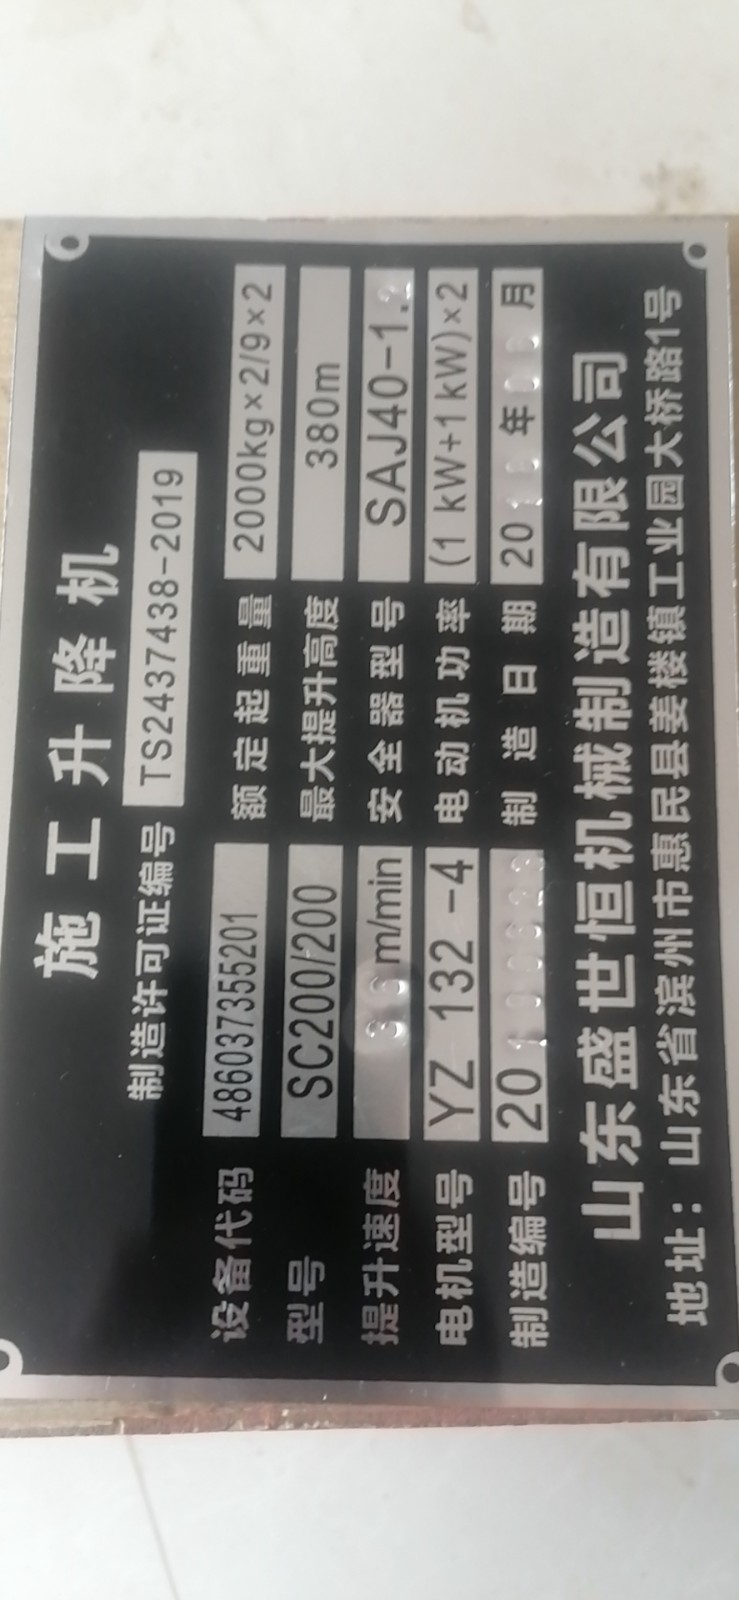 施工升降机
制造许可证编号 TS2437438-2019
设备代码 486037355201 额定起重量 2000kg×2/9×2
型号 SC200/200 最大提升高度 380m
提升速度 36 m/min 安全器型号 SAJ40-1.2
电机型号 YZ 132-4 电动机功率 (1 kW+1 kW)×2
制造编号 20 制造日期 20 年 月
山东盛世恒机械制造有限公司
地址：山东省滨州市惠民县姜楼镇工业园大桥路1号